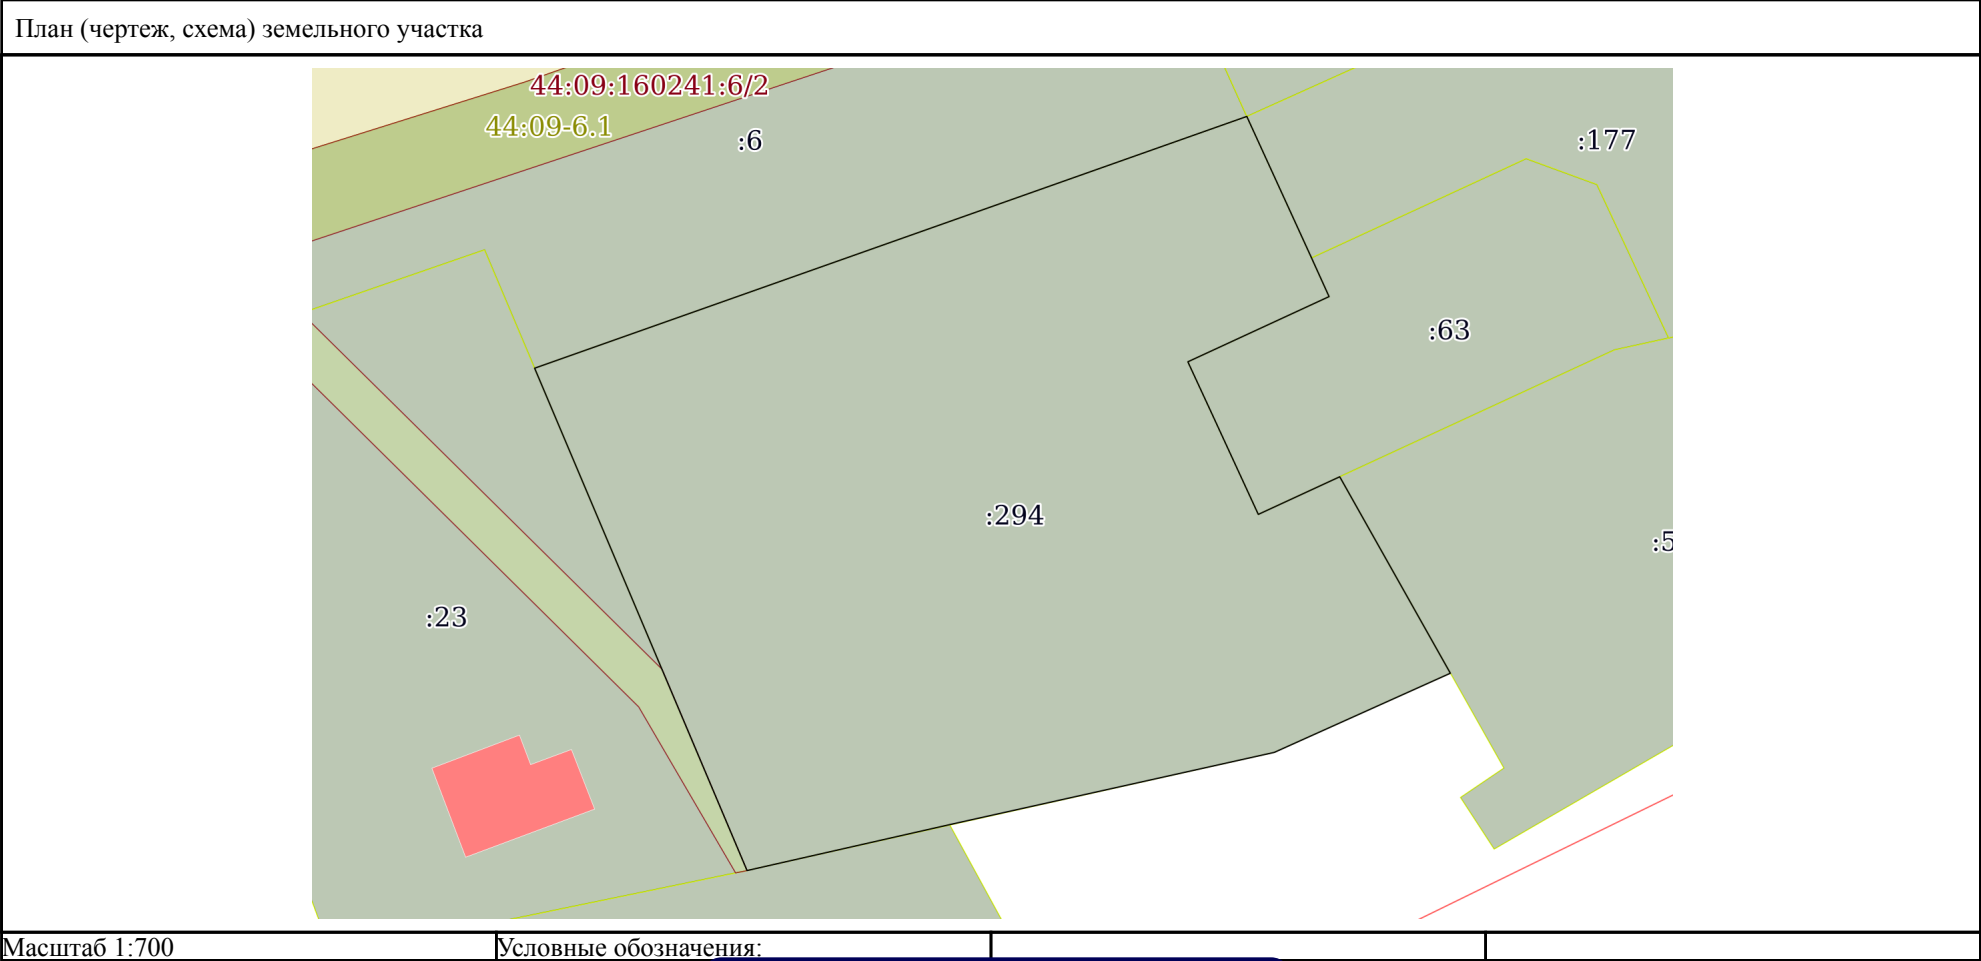 План (чертеж, схема) земельного участка
44:09:160241:6/2
44:09-6.1
:6
:177
:63
:294
:5
:23
Масштаб 1:700
Условные обозначения: